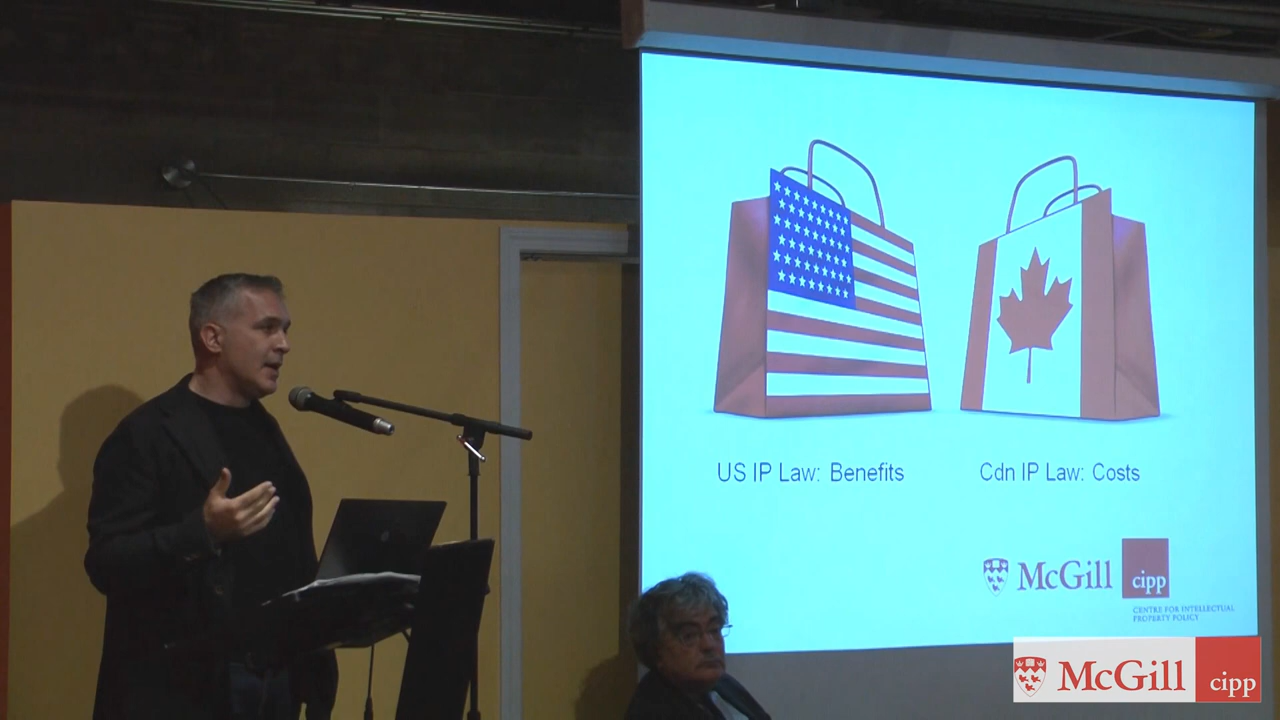 US IP Law: Benefits
Cdn IP Law: Costs
McGill
cipp
CENTRE FOR INTELLECTUAL
PROPERTY POLICY
McGill
cipp